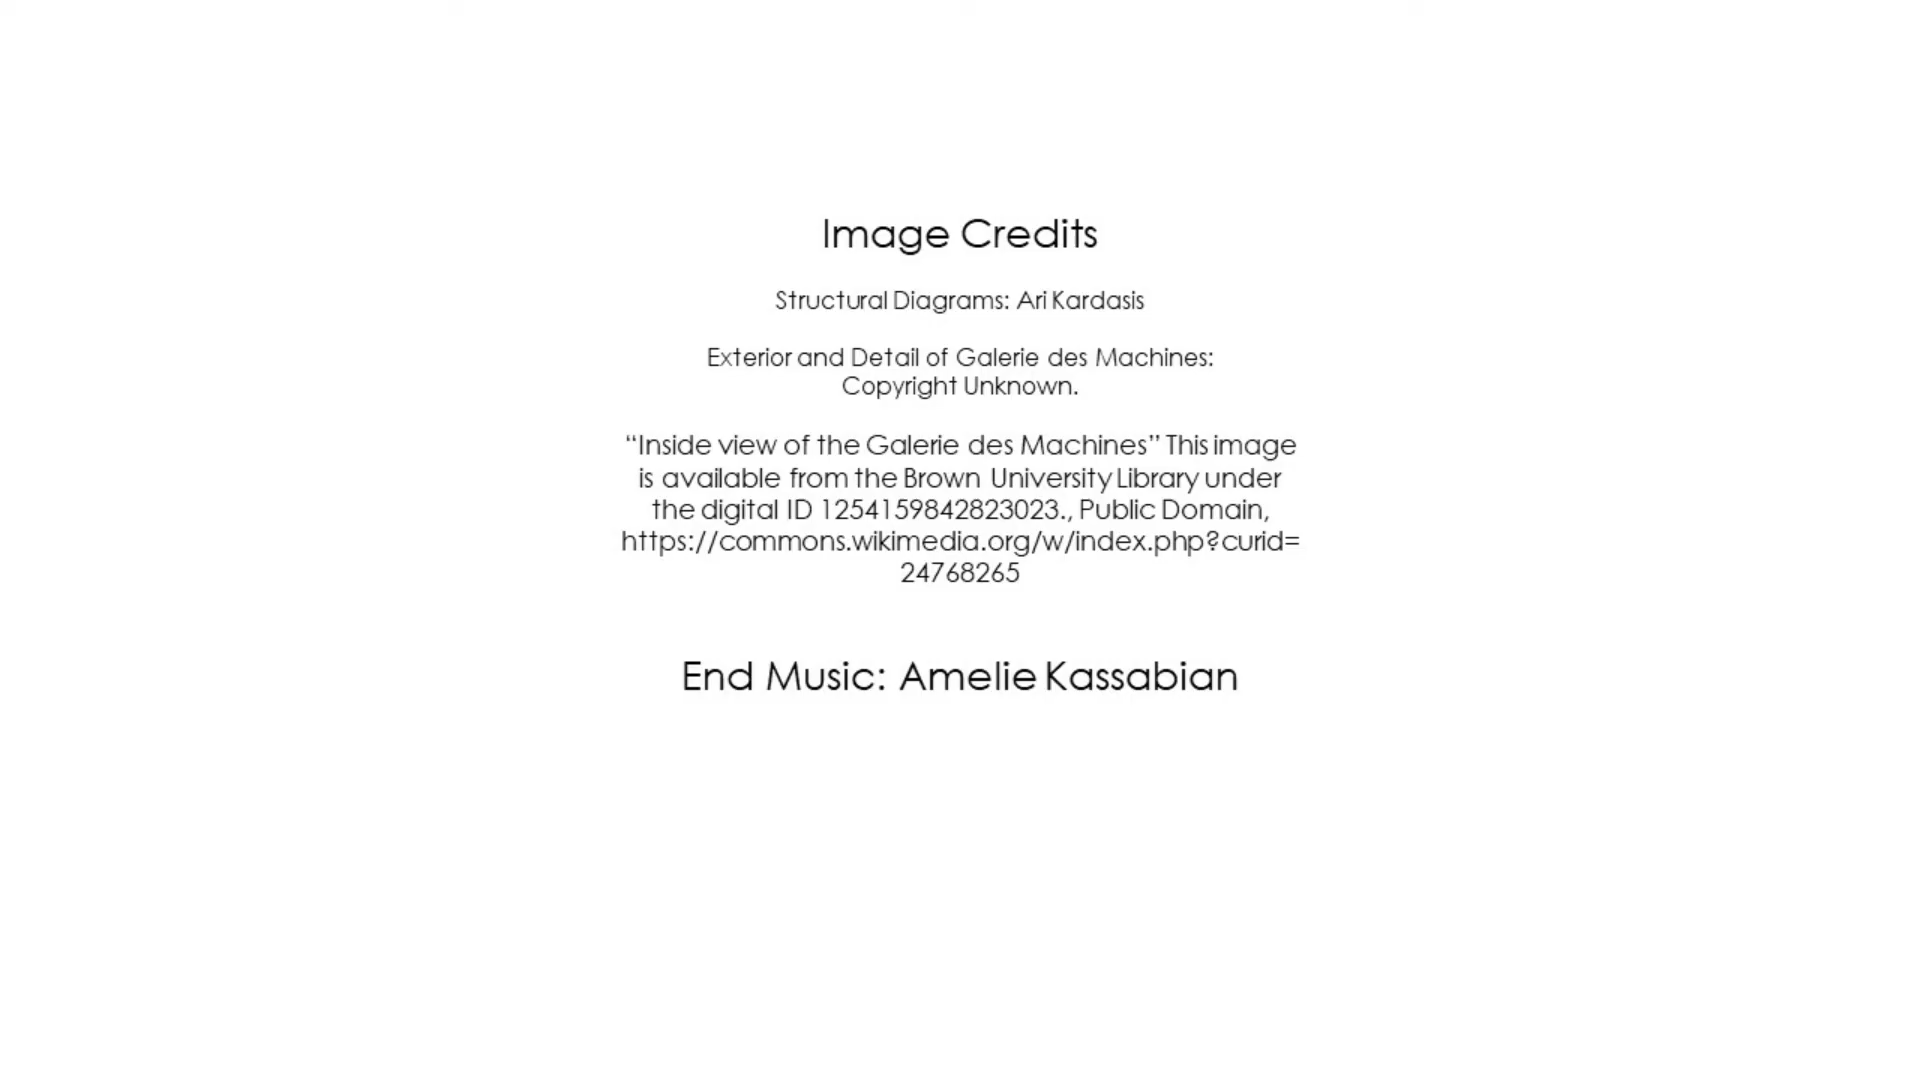 Image Credits
Structural Diagrams: Ari Kardasis
Exterior and Detail of Galerie des Machines:
Copyright Unknown.
“Inside view of the Galerie des Machines” This image
is available from the Brown University Library under
the digital ID 1254159842823023., Public Domain,
https://commons.wikimedia.org/w/index.php?curid=
24768265
End Music: Amelie Kassabian